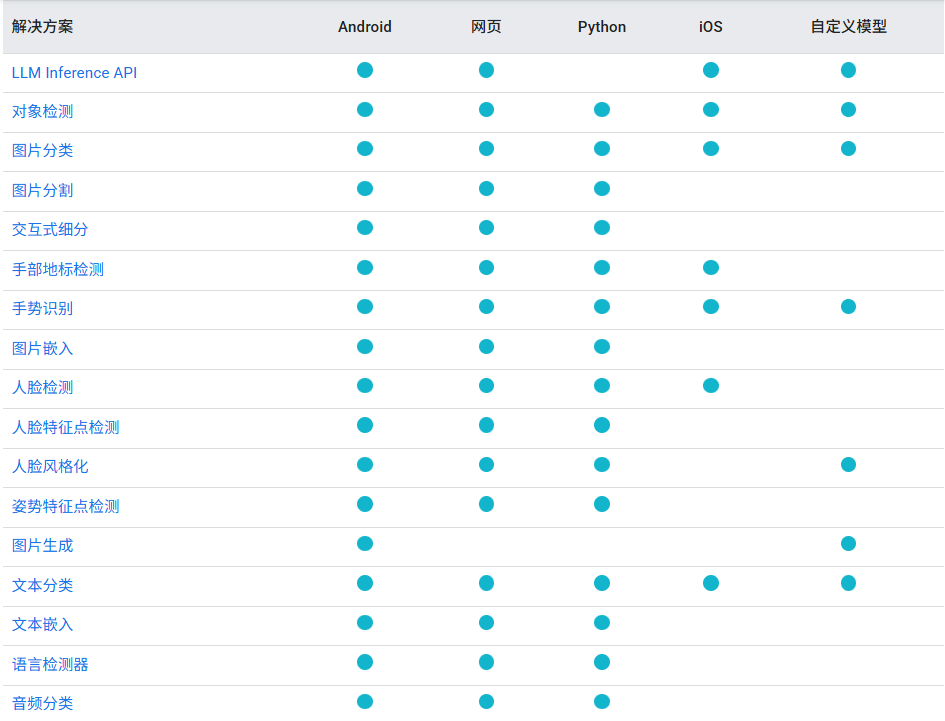 解决方案 Android 网页 Python iOS 自定义模型
LLM Inference API
对象检测
图片分类
图片分割
交互式细分
手部地标检测
手势识别
图片嵌入
人脸检测
人脸特征点检测
人脸风格化
姿势特征点检测
图片生成
文本分类
文本嵌入
语言检测器
音频分类